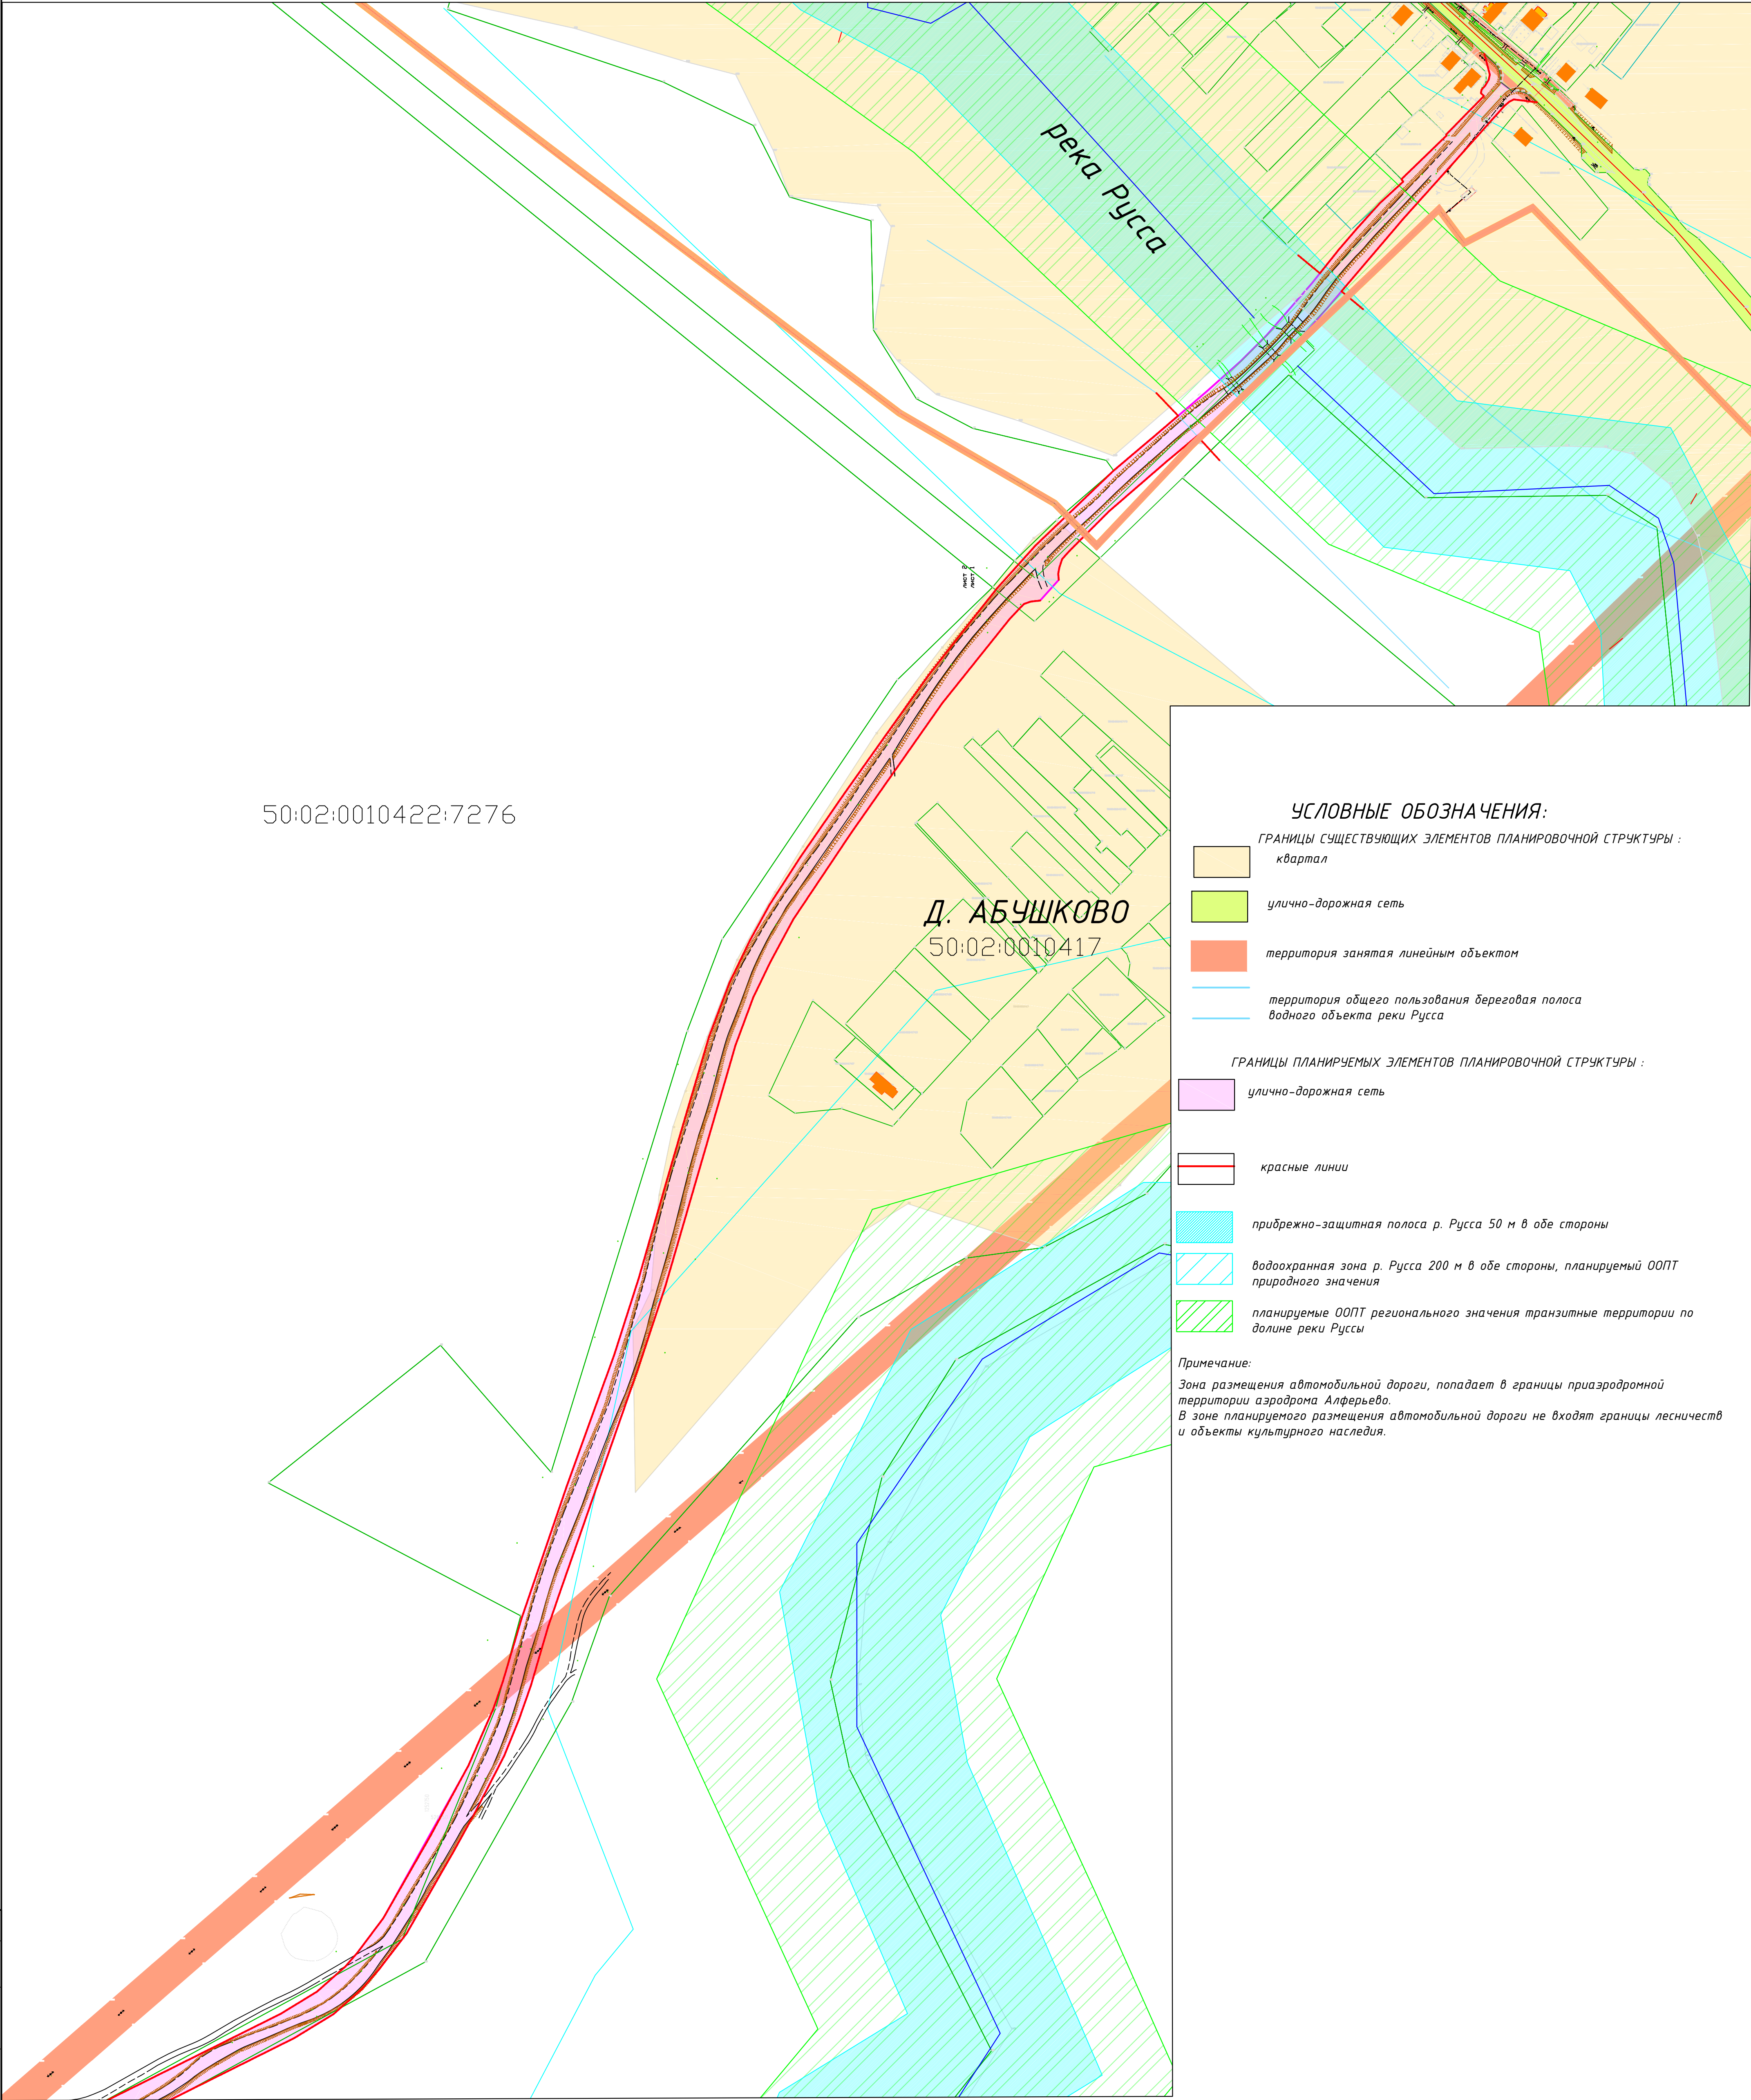 река Русса
лист 2
лист 1
50:02:0010422:7276
Д. АБУШКОВО
50:02:0010417
УСЛОВНЫЕ ОБОЗНАЧЕНИЯ:
ГРАНИЦЫ СУЩЕСТВУЮЩИХ ЭЛЕМЕНТОВ ПЛАНИРОВОЧНОЙ СТРУКТУРЫ :
квартал
улично-дорожная сеть
территория занятая линейным объектом
территория общего пользования береговая полоса
водного объекта реки Русса
ГРАНИЦЫ ПЛАНИРУЕМЫХ ЭЛЕМЕНТОВ ПЛАНИРОВОЧНОЙ СТРУКТУРЫ :
улично-дорожная сеть
красные линии
прибрежно-защитная полоса р. Русса 50 м в обе стороны
водоохранная зона р. Русса 200 м в обе стороны, планируемый ООПТ
природного значения
планируемые ООПТ регионального значения транзитные территории по
долине реки Руссы
Примечание:
Зона размещения автомобильной дороги, попадает в границы приаэродромной
территории аэродрома Алферьево.
В зоне планируемого размещения автомобильной дороги не входят границы лесничеств
и объекты культурного наследия.